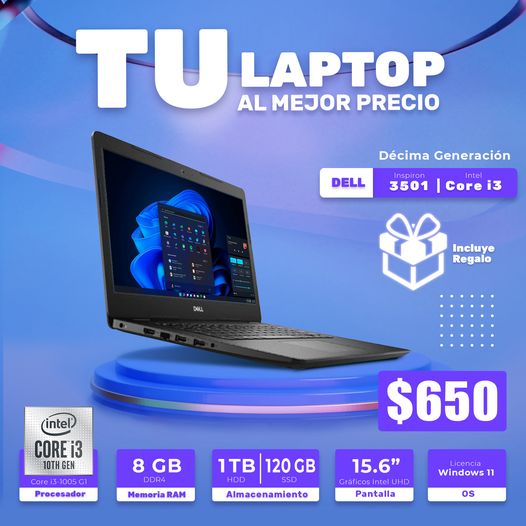 TU LAPTOP
AL MEJOR PRECIO
Décima Generación
DELL
Inspiron
3501
Intel
Core i3
Incluye
Regalo
DELL
$650
intel
CORE i3
10TH GEN
Core i3-1005 G1
Procesador
8 GB
DDR4
Memoria RAM
1 TB
HDD
120 GB
SSD
Almacenamiento
15.6”
Gráficos Intel UHD
Pantalla
Licencia
Windows 11
OS